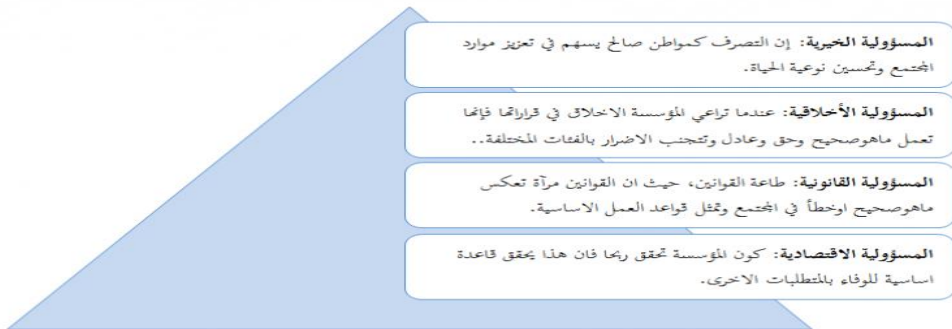 المسؤولية الخيرية: إن التصرف كمواطن صالح يسهم في تعزيز موارد
المجتمع وتحسين نوعية الحياة.
المسؤولية الأخلاقية: عندما تراعي المؤسسة الاخلاق في قراراتها فإنها
تعمل ماهوصحيح وحق وعادل وتتجنب الاضرار بالفئات المختلفة..
المسؤولية القانونية: طاعة القوانين، حيث ان القوانين مرآة تعكس
ماهوصحيح اوخطأ في المجتمع وتمثل قواعد العمل الاساسية.
المسؤولية الاقتصادية: كون المؤسسة تحقق ربحا فان هذا يحقق قاعدة
اساسية للوفاء بالمتطلبات الاخرى.